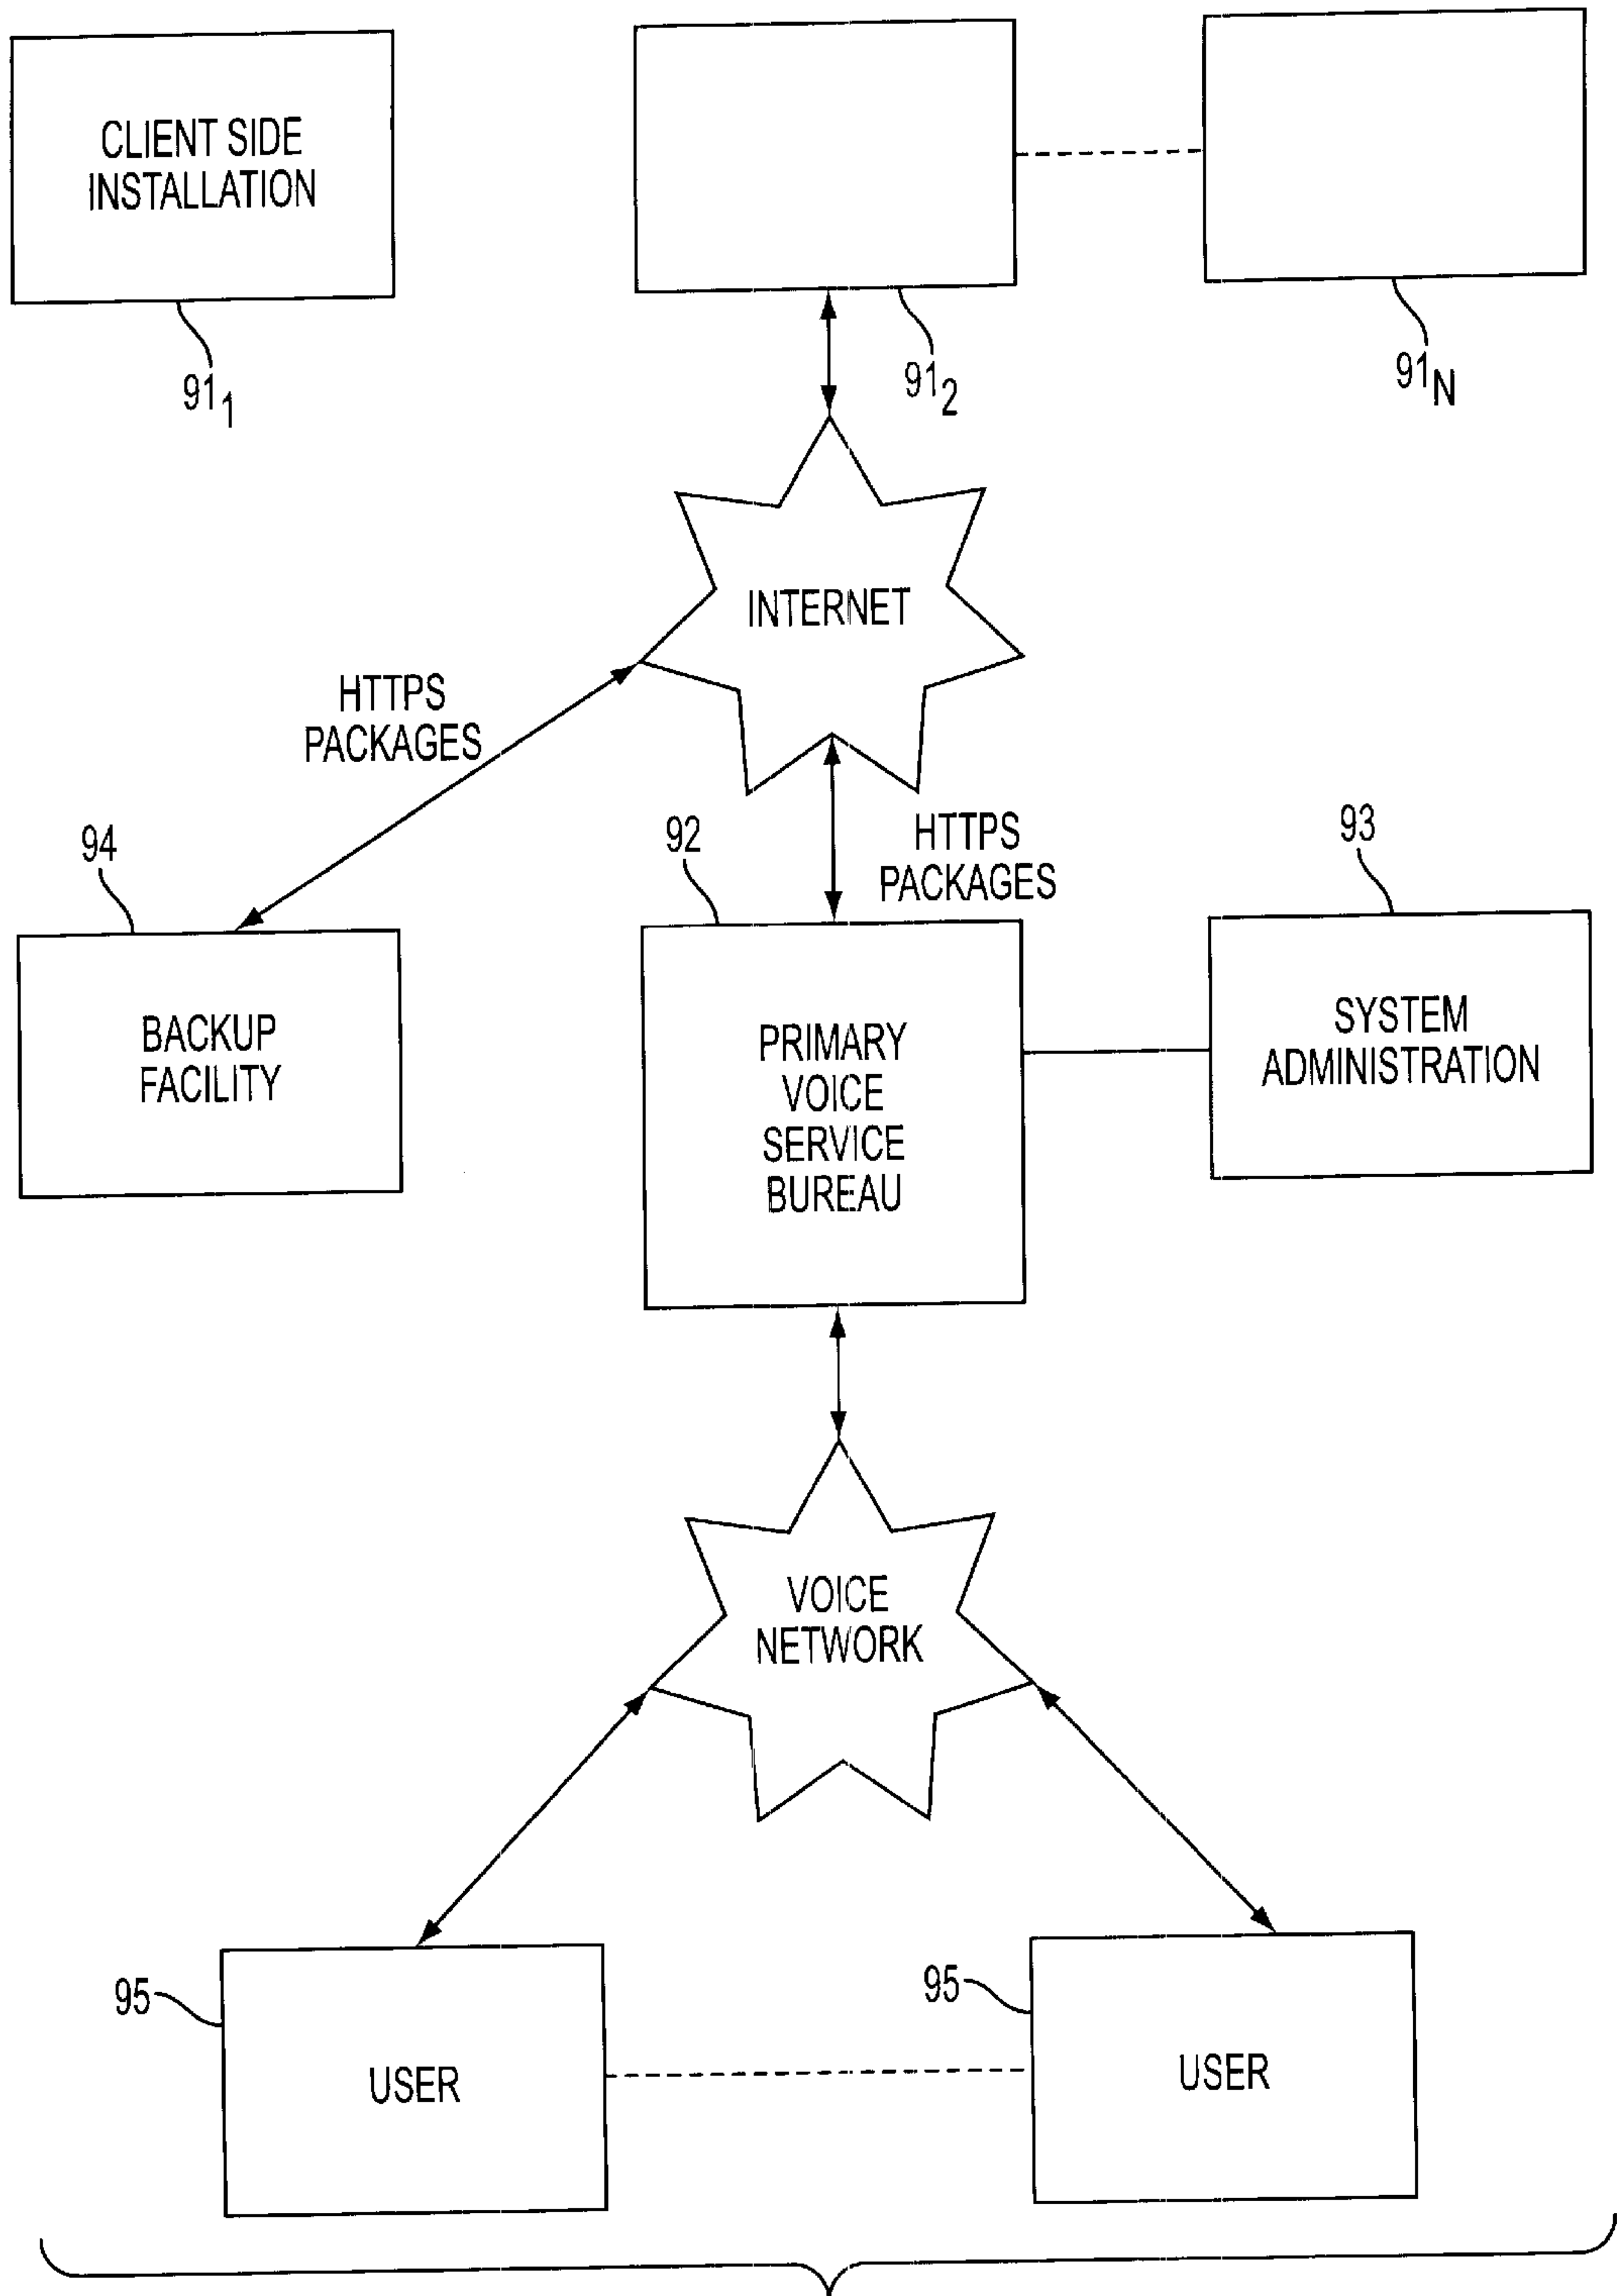 CLIENT SIDE
INSTALLATION
91₁
91₂
91N
INTERNET
HTTPS
PACKAGES
HTTPS
PACKAGES
94
92
93
BACKUP
FACILITY
PRIMARY
VOICE
SERVICE
BUREAU
SYSTEM
ADMINISTRATION
VOICE
NETWORK
95
95
USER
USER